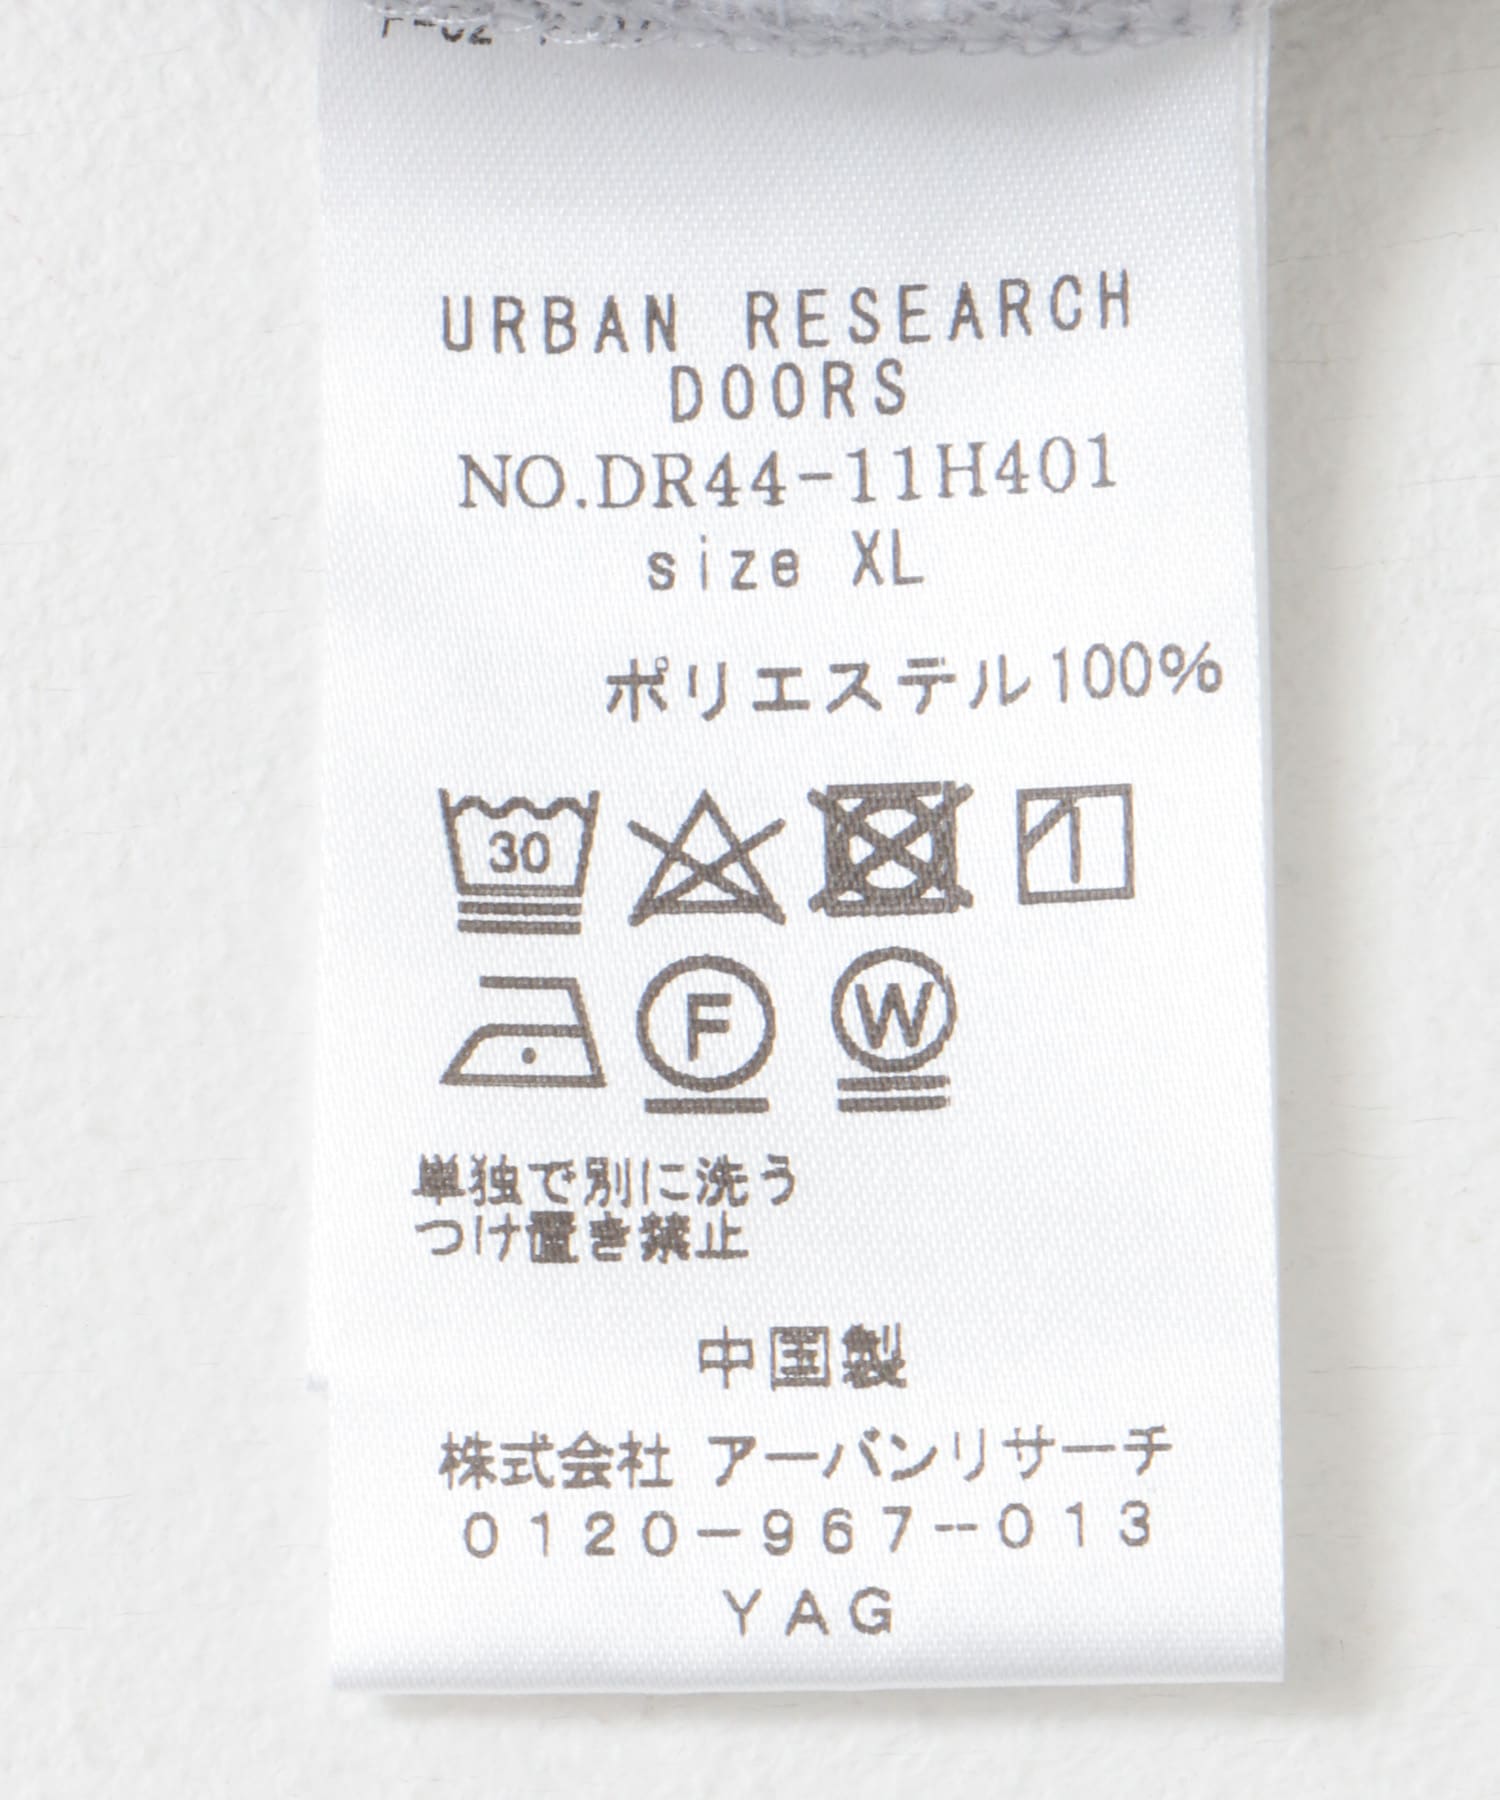 URBAN RESEARCH
DOORS
NO.DR44-11H401
size XL
ポリエステル100%
30
F
W
単独で別に洗う
つけ置き禁止
中国製
株式会社 アーバンリサーチ
0120-967-013
YAG